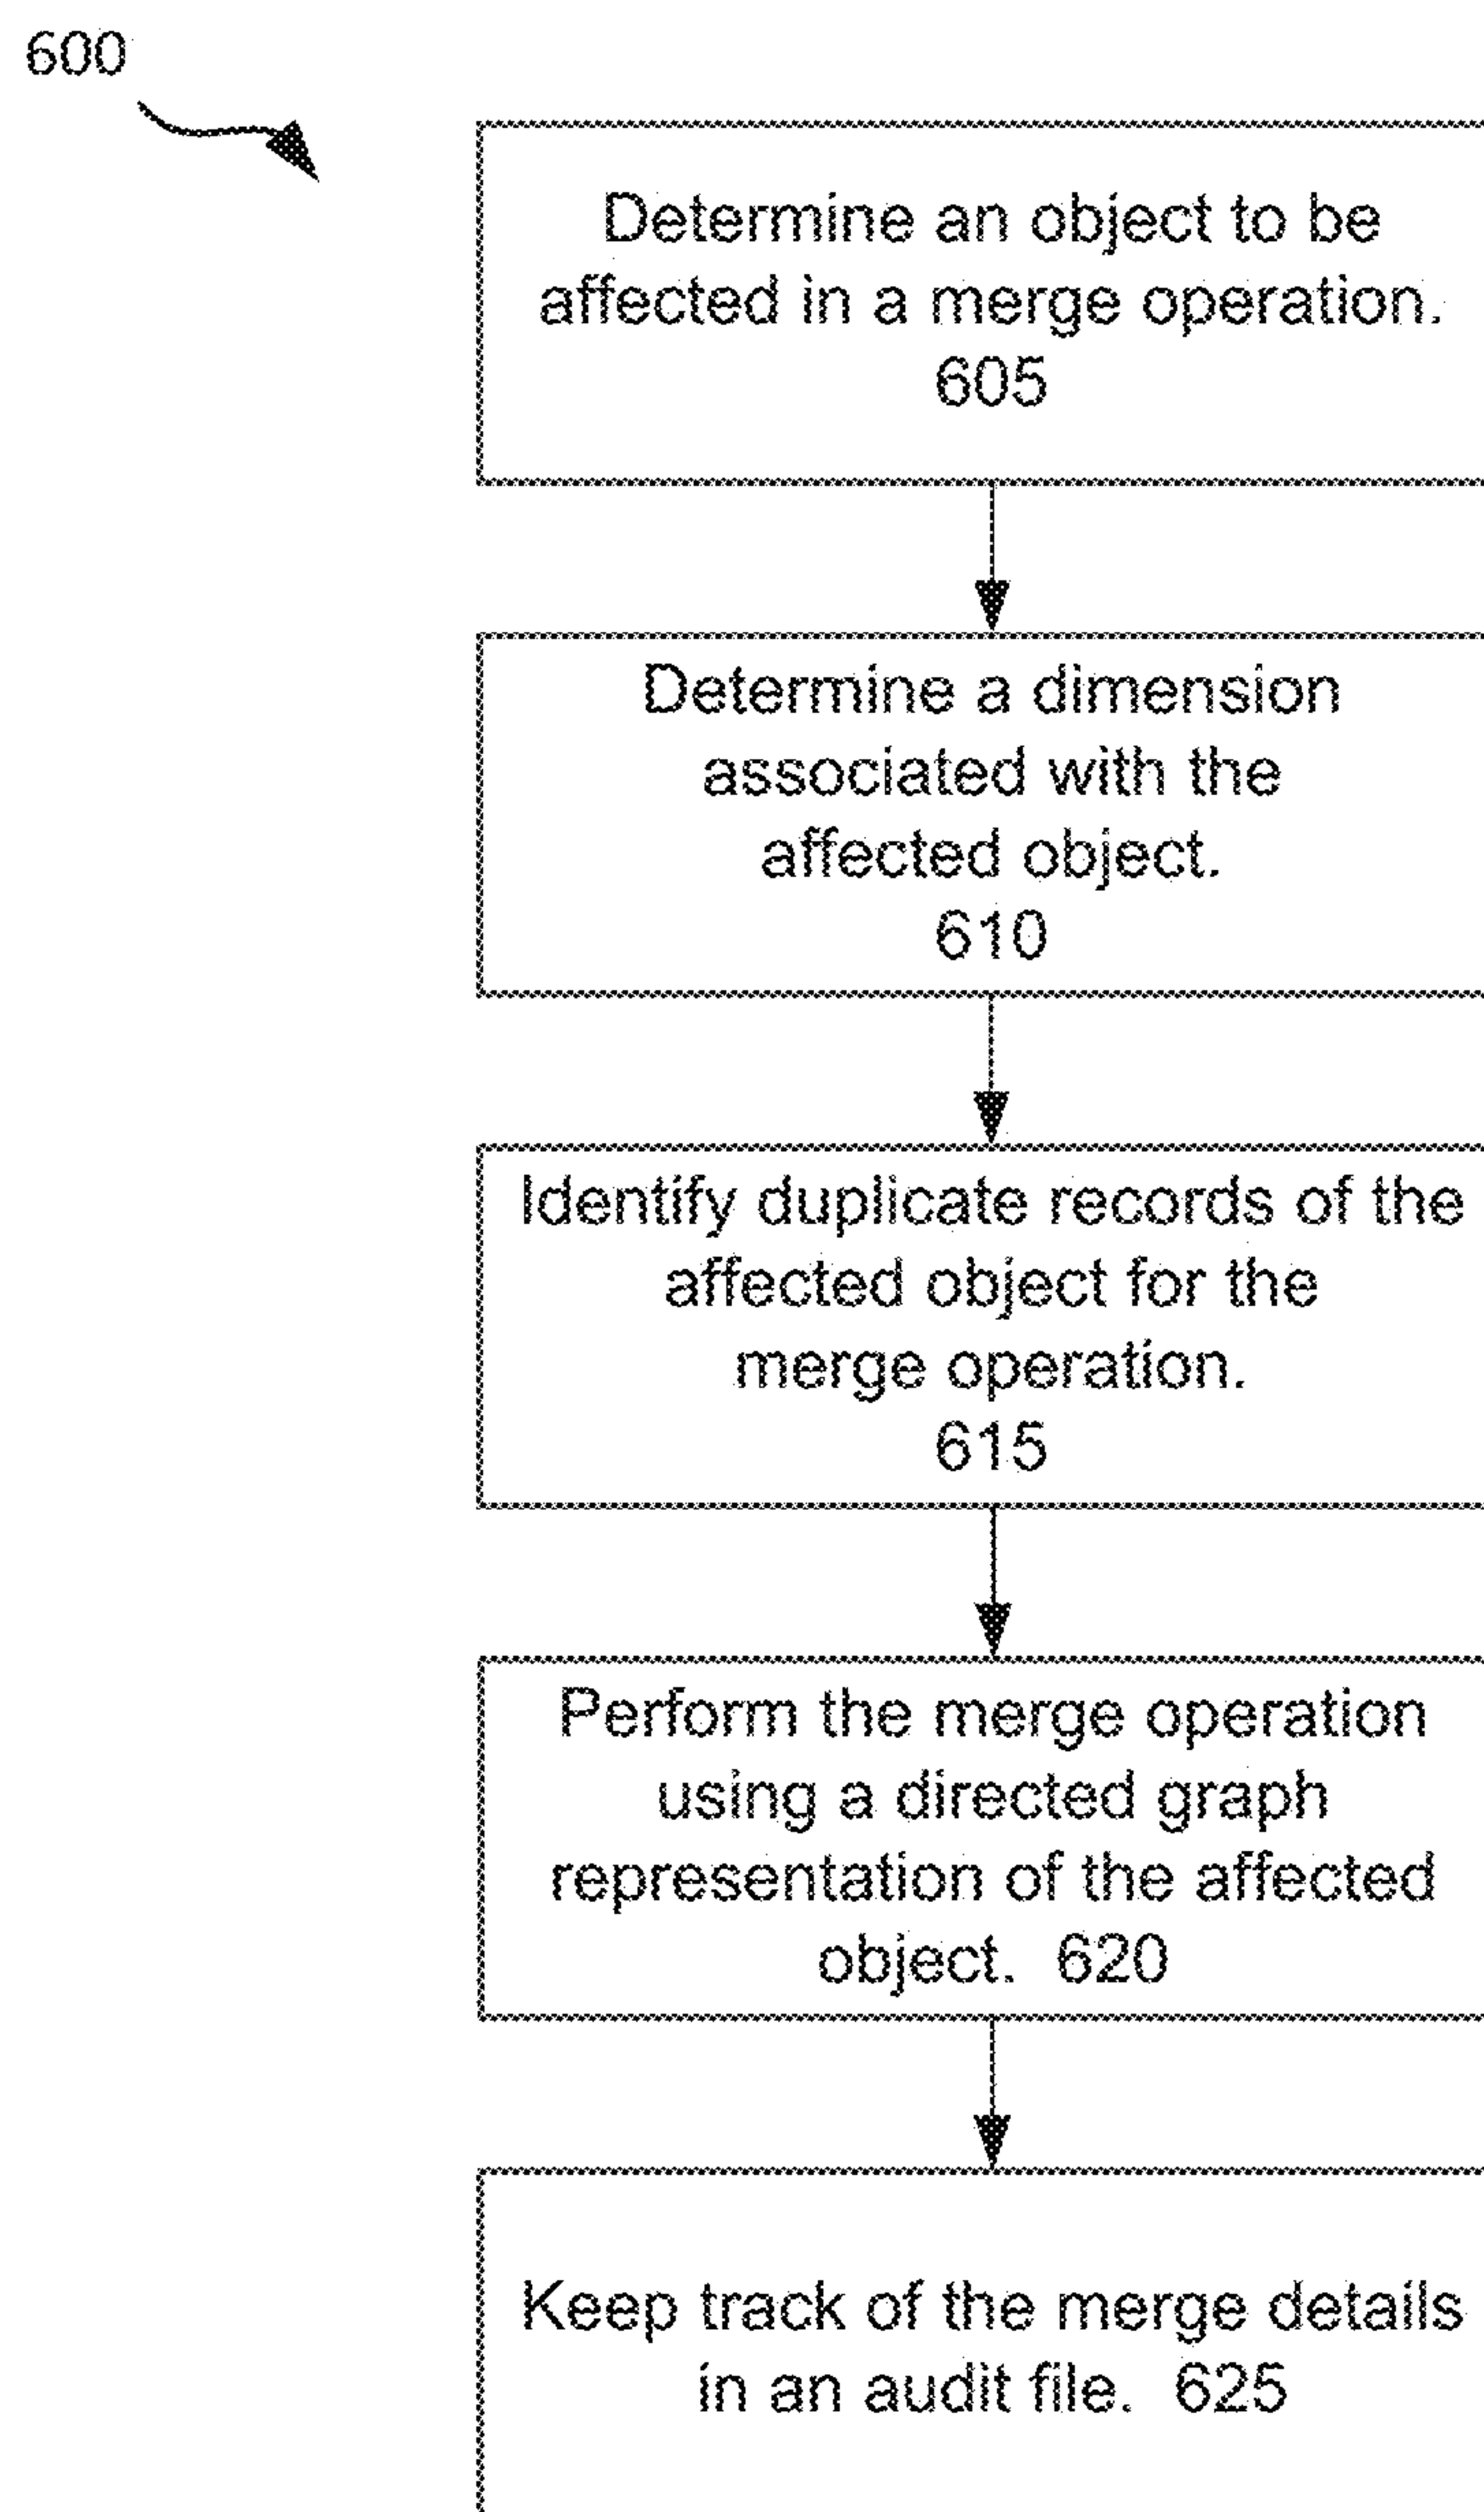 600
Determine an object to be
affected in a merge operation.
605
Determine a dimension
associated with the
affected object.
610
Identify duplicate records of the
affected object for the
merge operation.
615
Perform the merge operation
using a directed graph
representation of the affected
object. 620
Keep track of the merge details
in an audit file. 625